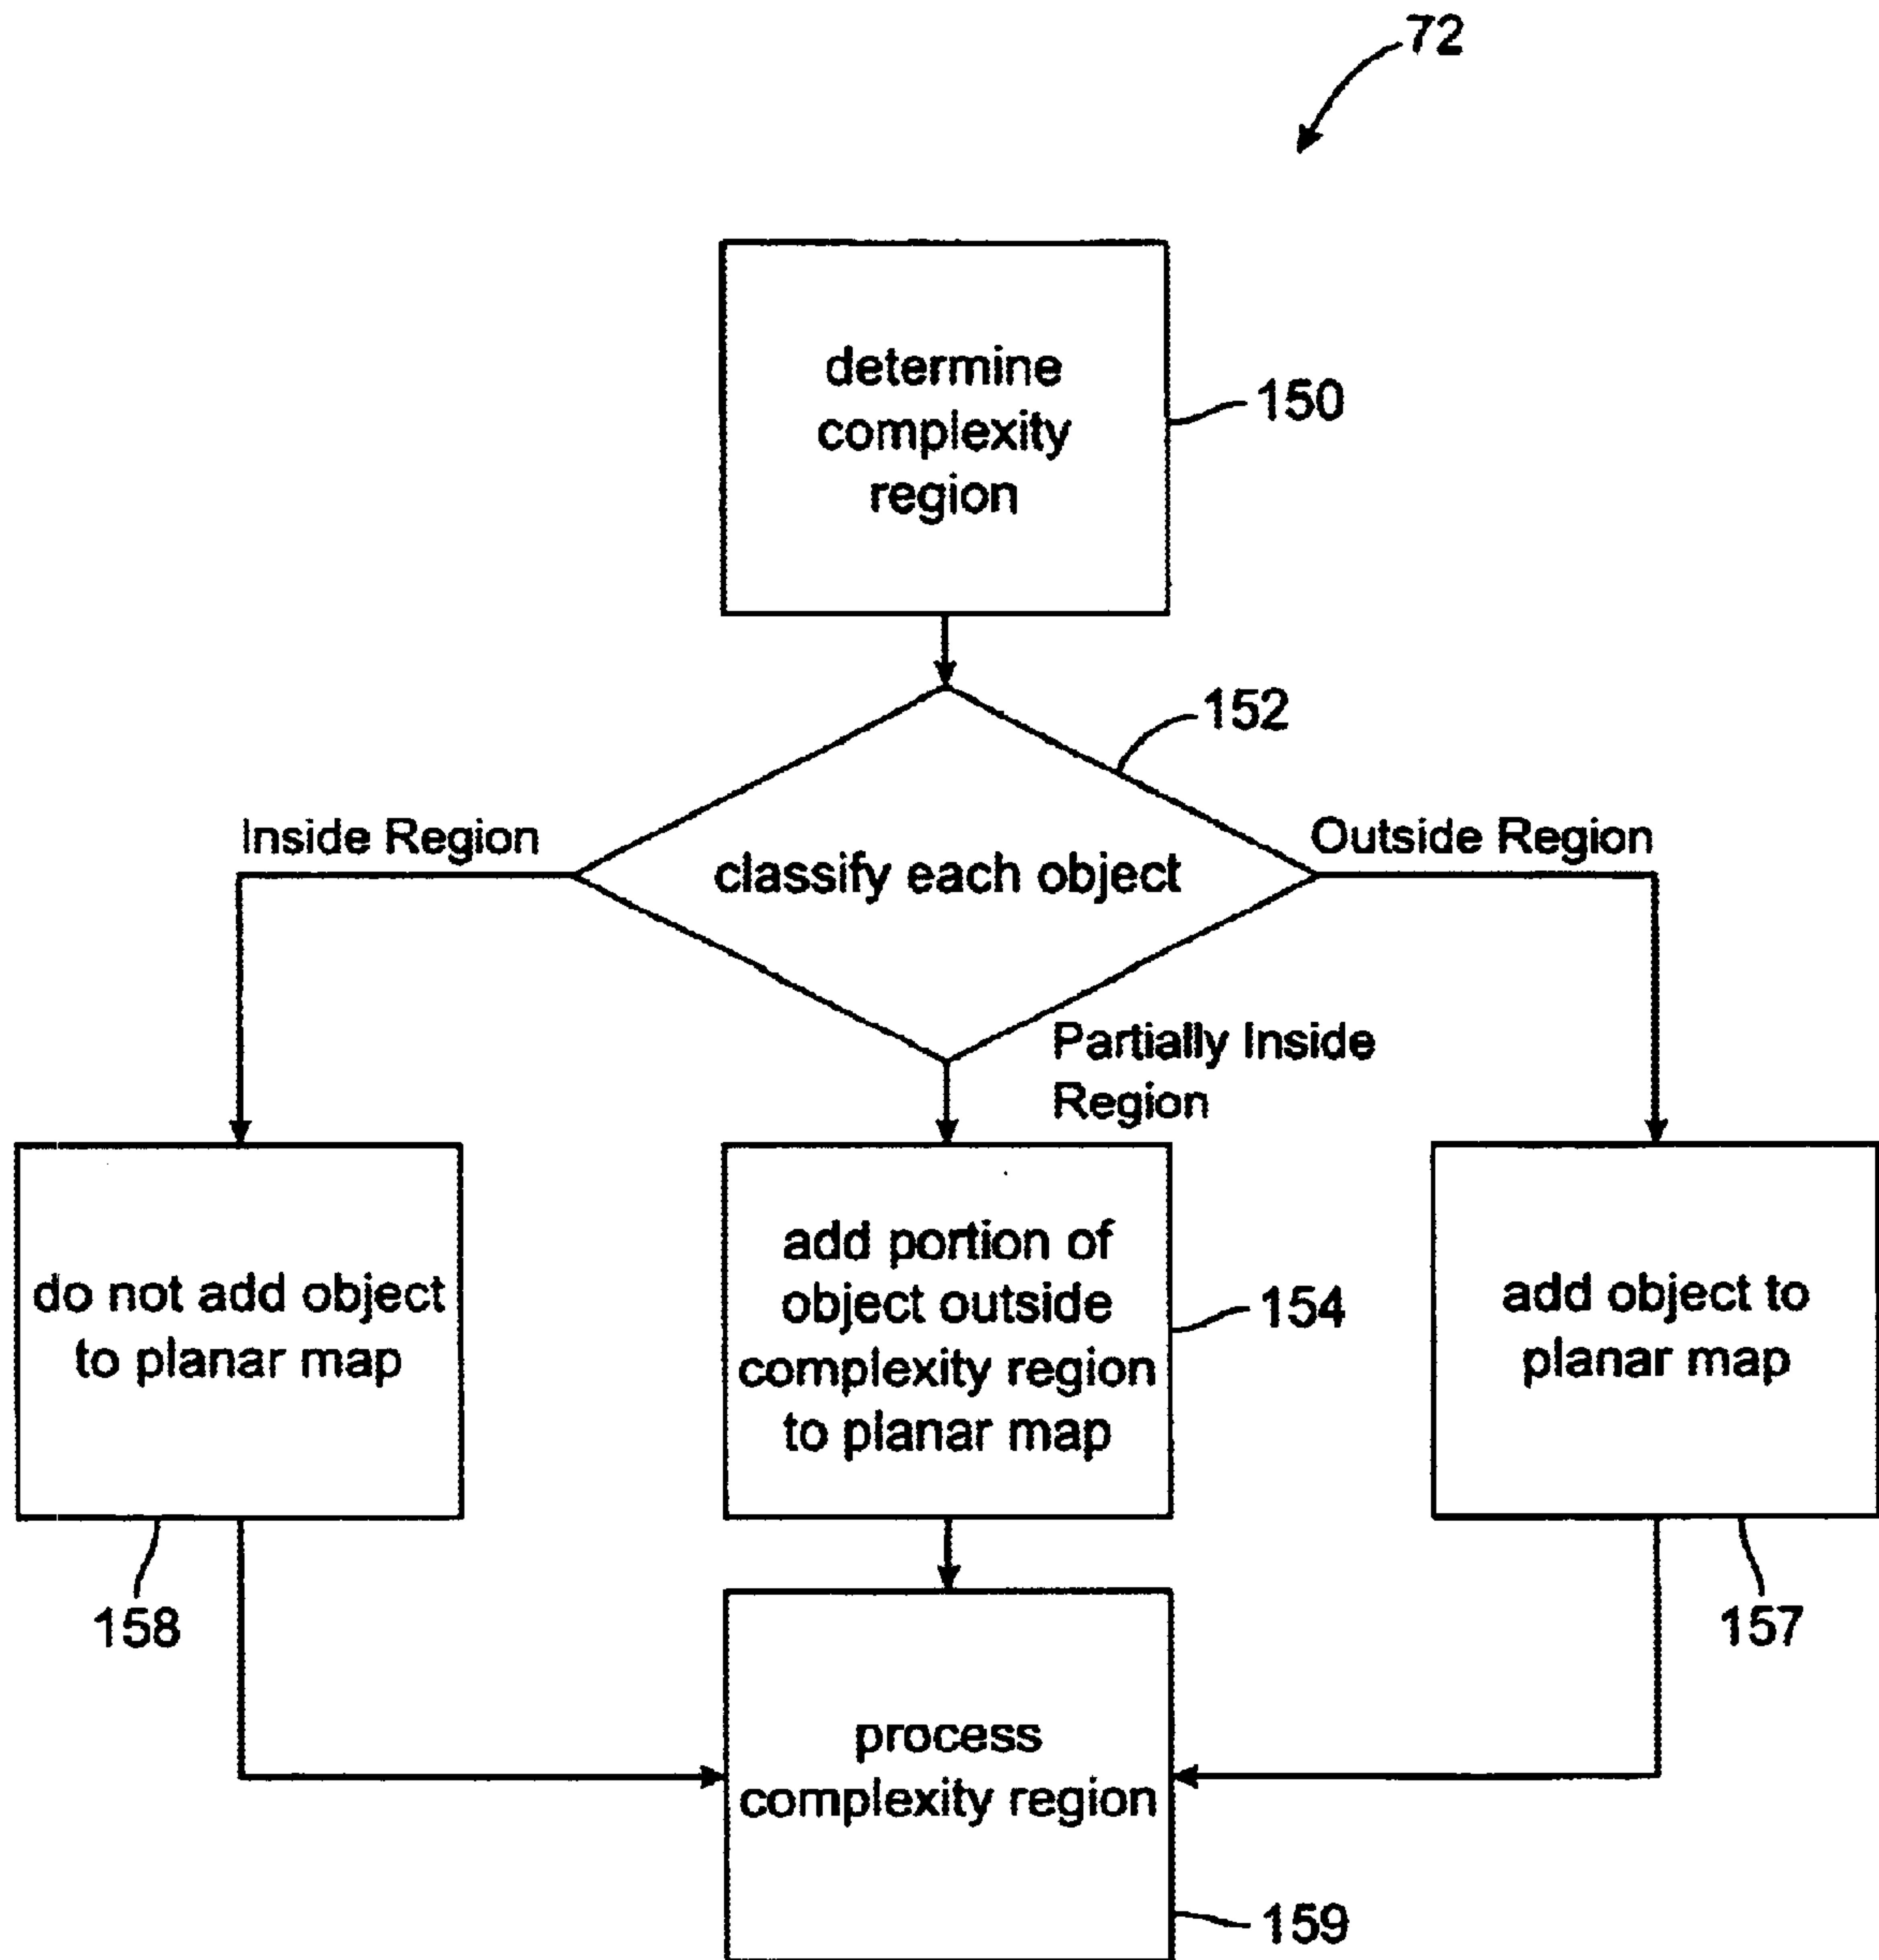 72
determine
complexity
region
150
152
Inside Region
classify each object
Outside Region
Partially Inside
Region
do not add object
to planar map
158
add portion of
object outside
complexity region
to planar map
154
add object to
planar map
157
process
complexity region
159